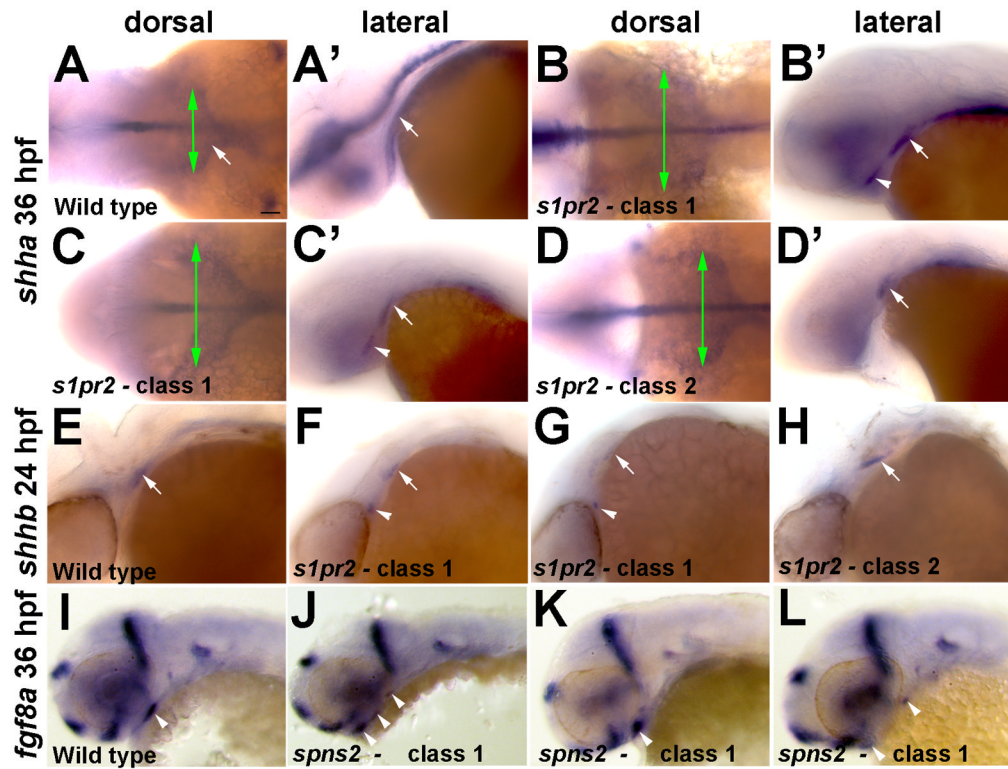 dorsal lateral dorsal lateral
shha 36 hpf
A A' B B'
Wild type s1pr2 - class 1
C C' D D'
s1pr2 - class 1 s1pr2 - class 2
shhb 24 hpf
E F G H
Wild type s1pr2 - class 1 s1pr2 - class 1 s1pr2 - class 2
fgf8a 36 hpf
I J K L
Wild type spns2 - class 1 spns2 - class 1 spns2 - class 1